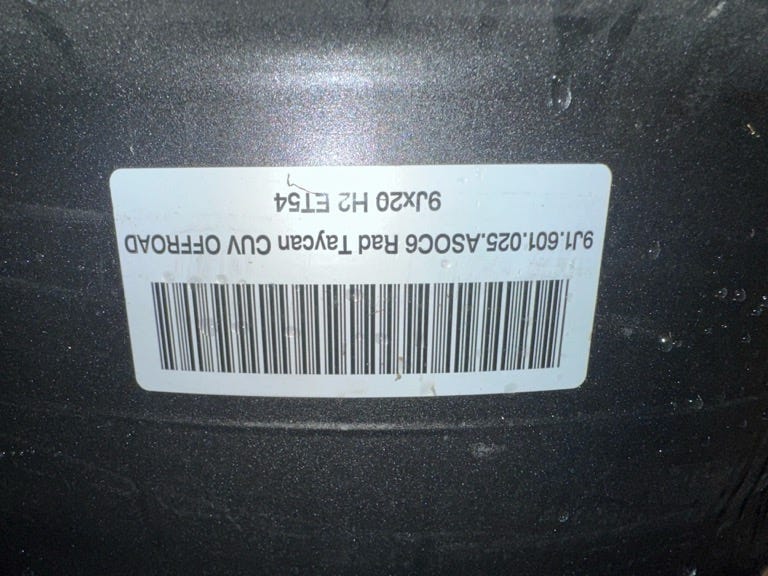 9J1.601.025.ASOC6 Rad Taycan CUV OFFROAD
9Jx20 H2 ET54